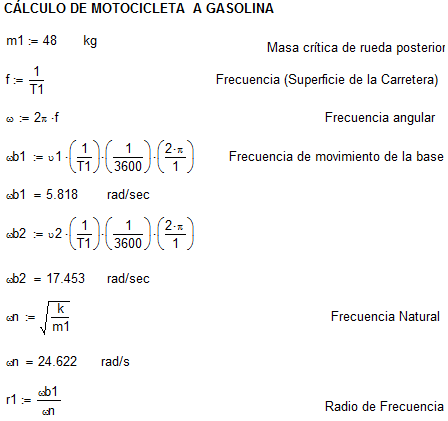 CÁLCULO DE MOTOCICLETA A GASOLINA
m1 := 48 kg Masa crítica de rueda posterior
f := 1/T1 Frecuencia (Superficie de la Carretera)
ω := 2π·f Frecuencia angular
ωb1 := υ1·(1/T1)·(1/3600)·(2·π/1) Frecuencia de movimiento de la base
ωb1 = 5.818 rad/sec
ωb2 := υ2·(1/T1)·(1/3600)·(2·π/1)
ωb2 = 17.453 rad/sec
ωn := √(k/m1) Frecuencia Natural
ωn = 24.622 rad/s
r1 := ωb1/ωn Radio de Frecuencia